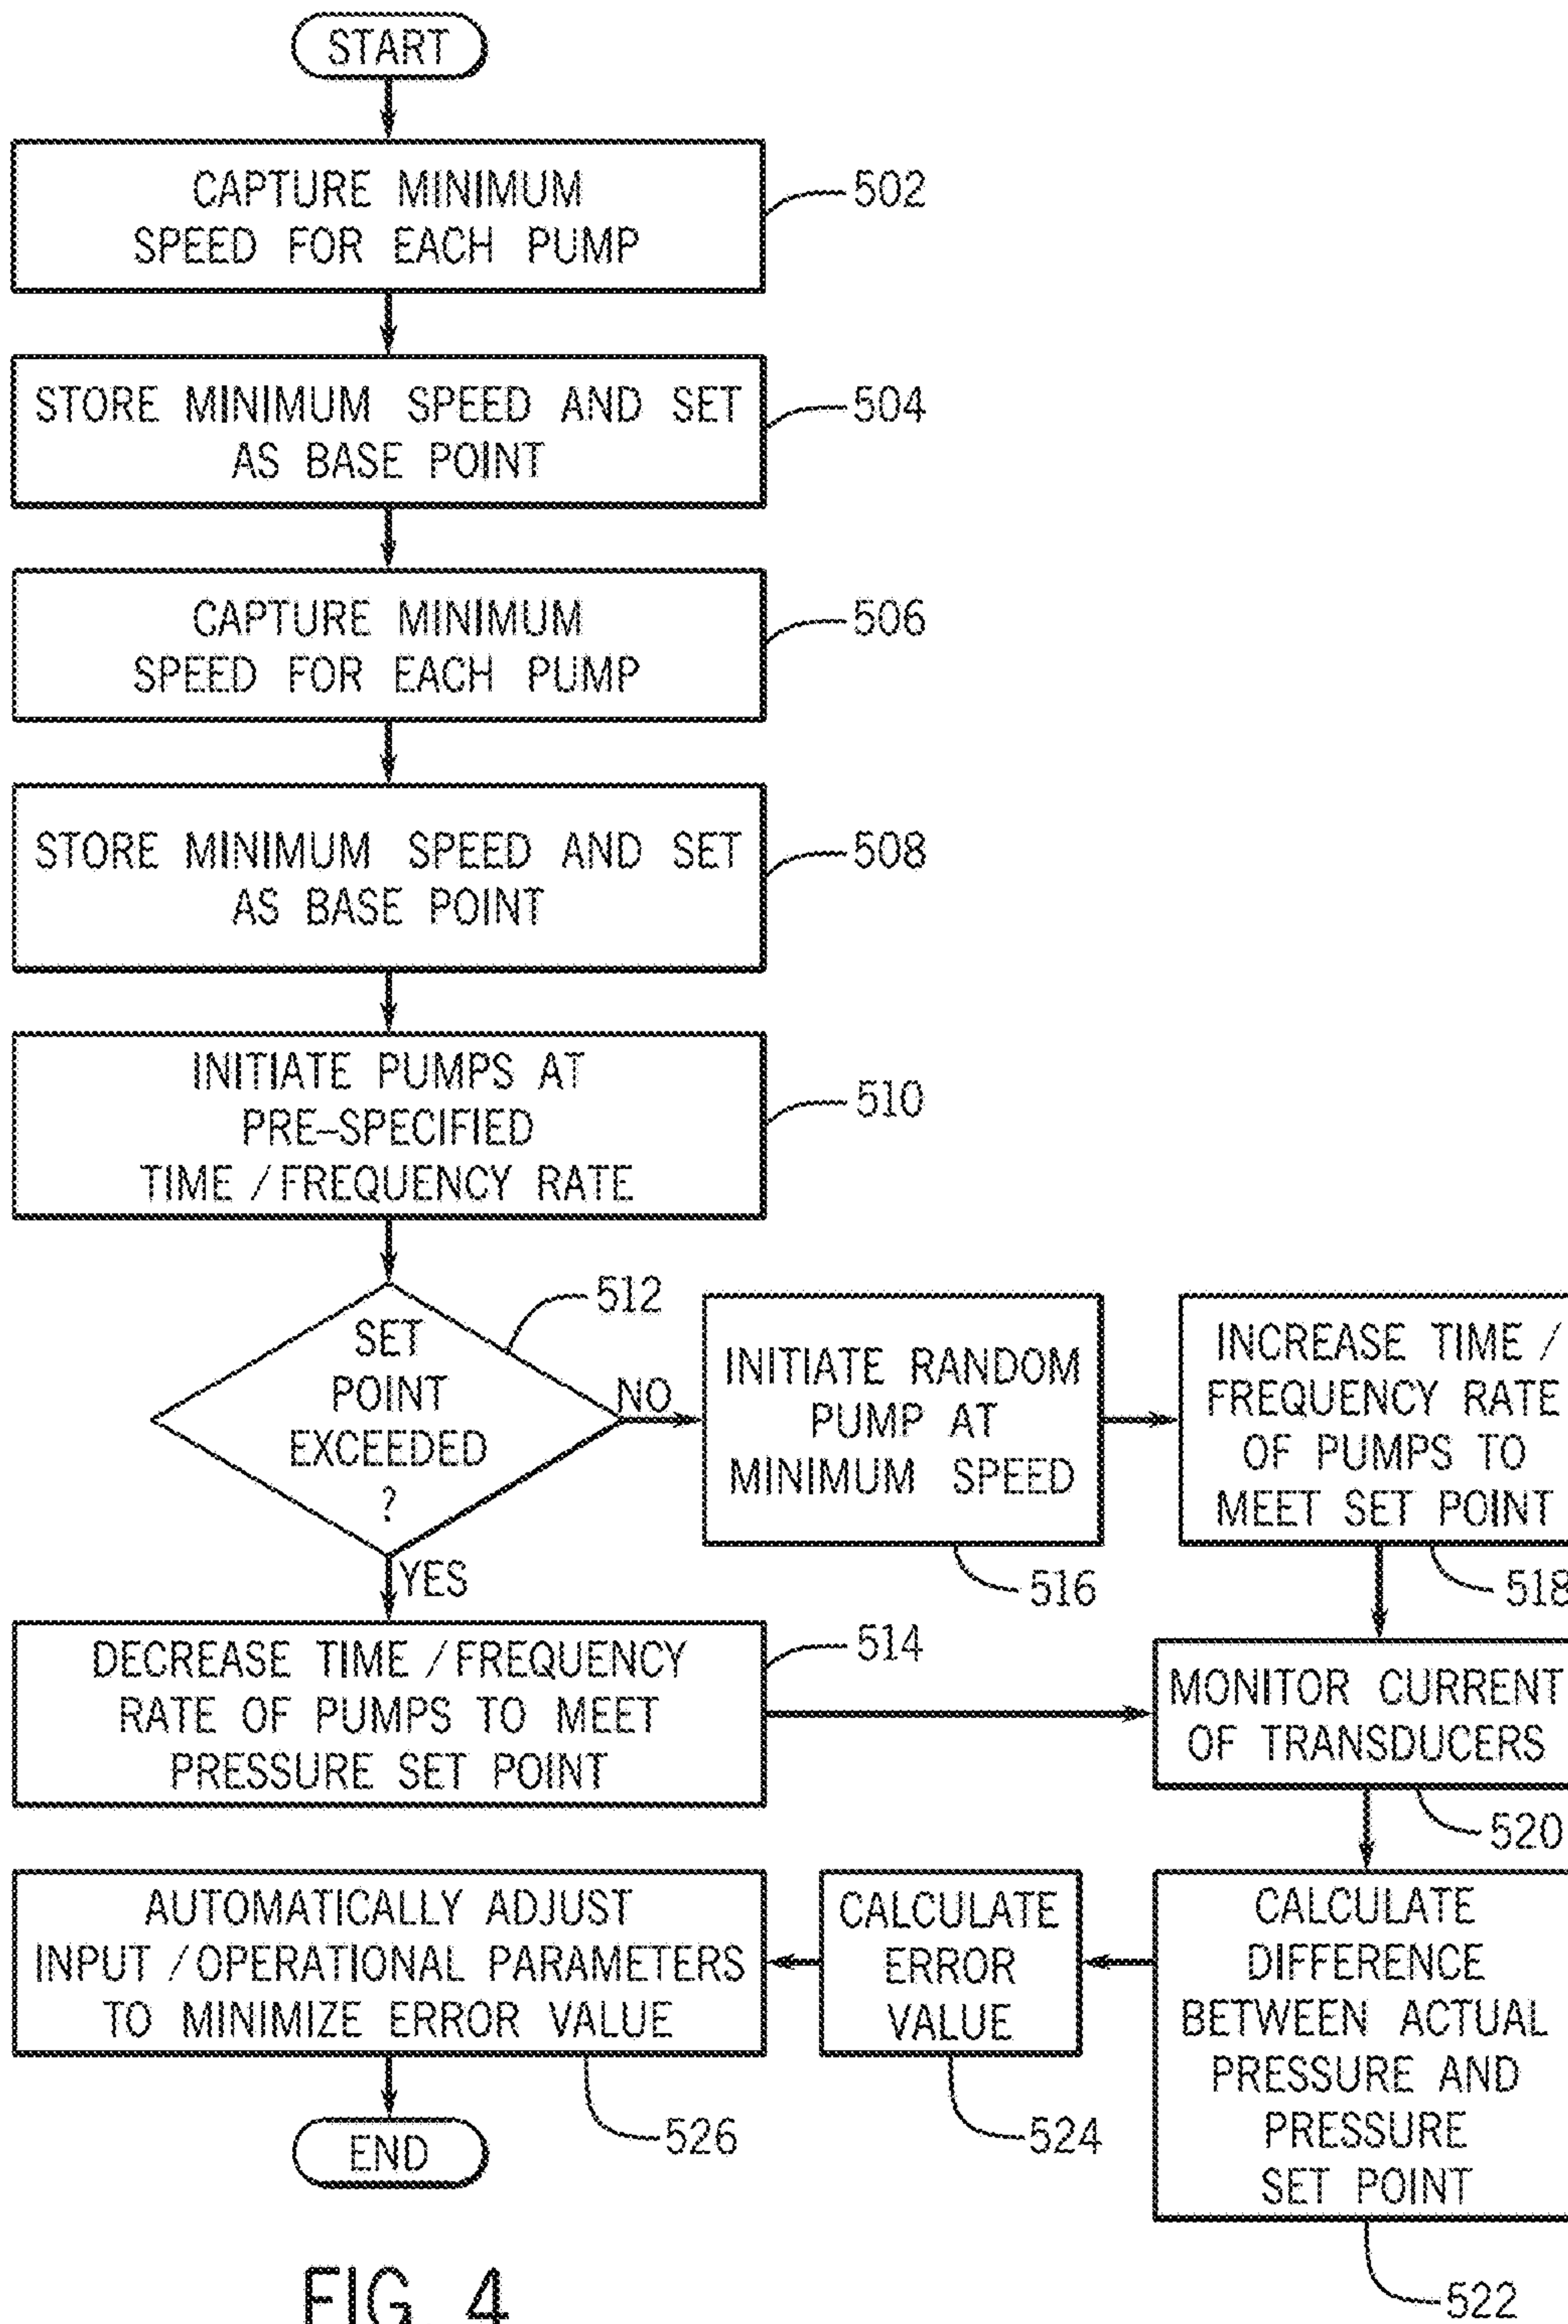 START
CAPTURE MINIMUM
SPEED FOR EACH PUMP
502
STORE MINIMUM SPEED AND SET
AS BASE POINT
504
CAPTURE MINIMUM
SPEED FOR EACH PUMP
506
STORE MINIMUM SPEED AND SET
AS BASE POINT
508
INITIATE PUMPS AT
PRE-SPECIFIED
TIME / FREQUENCY RATE
510
SET
POINT
EXCEEDED
?
512
NO
YES
INITIATE RANDOM
PUMP AT
MINIMUM SPEED
516
INCREASE TIME /
FREQUENCY RATE
OF PUMPS TO
MEET SET POINT
518
DECREASE TIME / FREQUENCY
RATE OF PUMPS TO MEET
PRESSURE SET POINT
514
MONITOR CURRENT
OF TRANSDUCERS
520
CALCULATE
DIFFERENCE
BETWEEN ACTUAL
PRESSURE AND
PRESSURE
SET POINT
522
CALCULATE
ERROR
VALUE
524
AUTOMATICALLY ADJUST
INPUT / OPERATIONAL PARAMETERS
TO MINIMIZE ERROR VALUE
526
END
FIG. 4